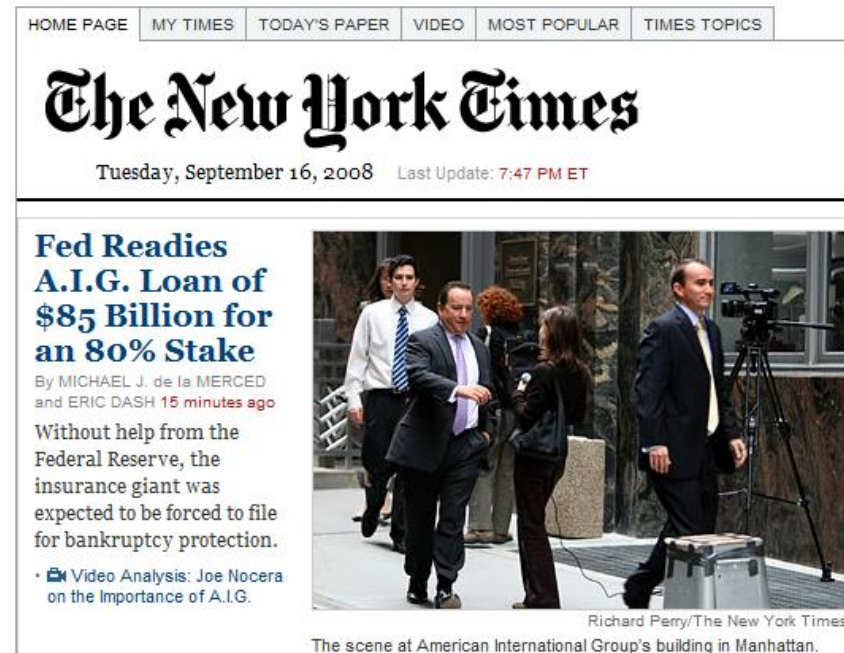 HOME PAGE MY TIMES TODAY'S PAPER VIDEO MOST POPULAR TIMES TOPICS
The New York Times
Tuesday, September 16, 2008 Last Update: 7:47 PM ET
Fed Readies
A.I.G. Loan of
$85 Billion for
an 80% Stake
By MICHAEL J. de la MERCED
and ERIC DASH 15 minutes ago
Without help from the
Federal Reserve, the
insurance giant was
expected to be forced to file
for bankruptcy protection.
• Video Analysis: Joe Nocera
on the Importance of A.I.G.
Richard Perry/The New York Times
The scene at American International Group's building in Manhattan.